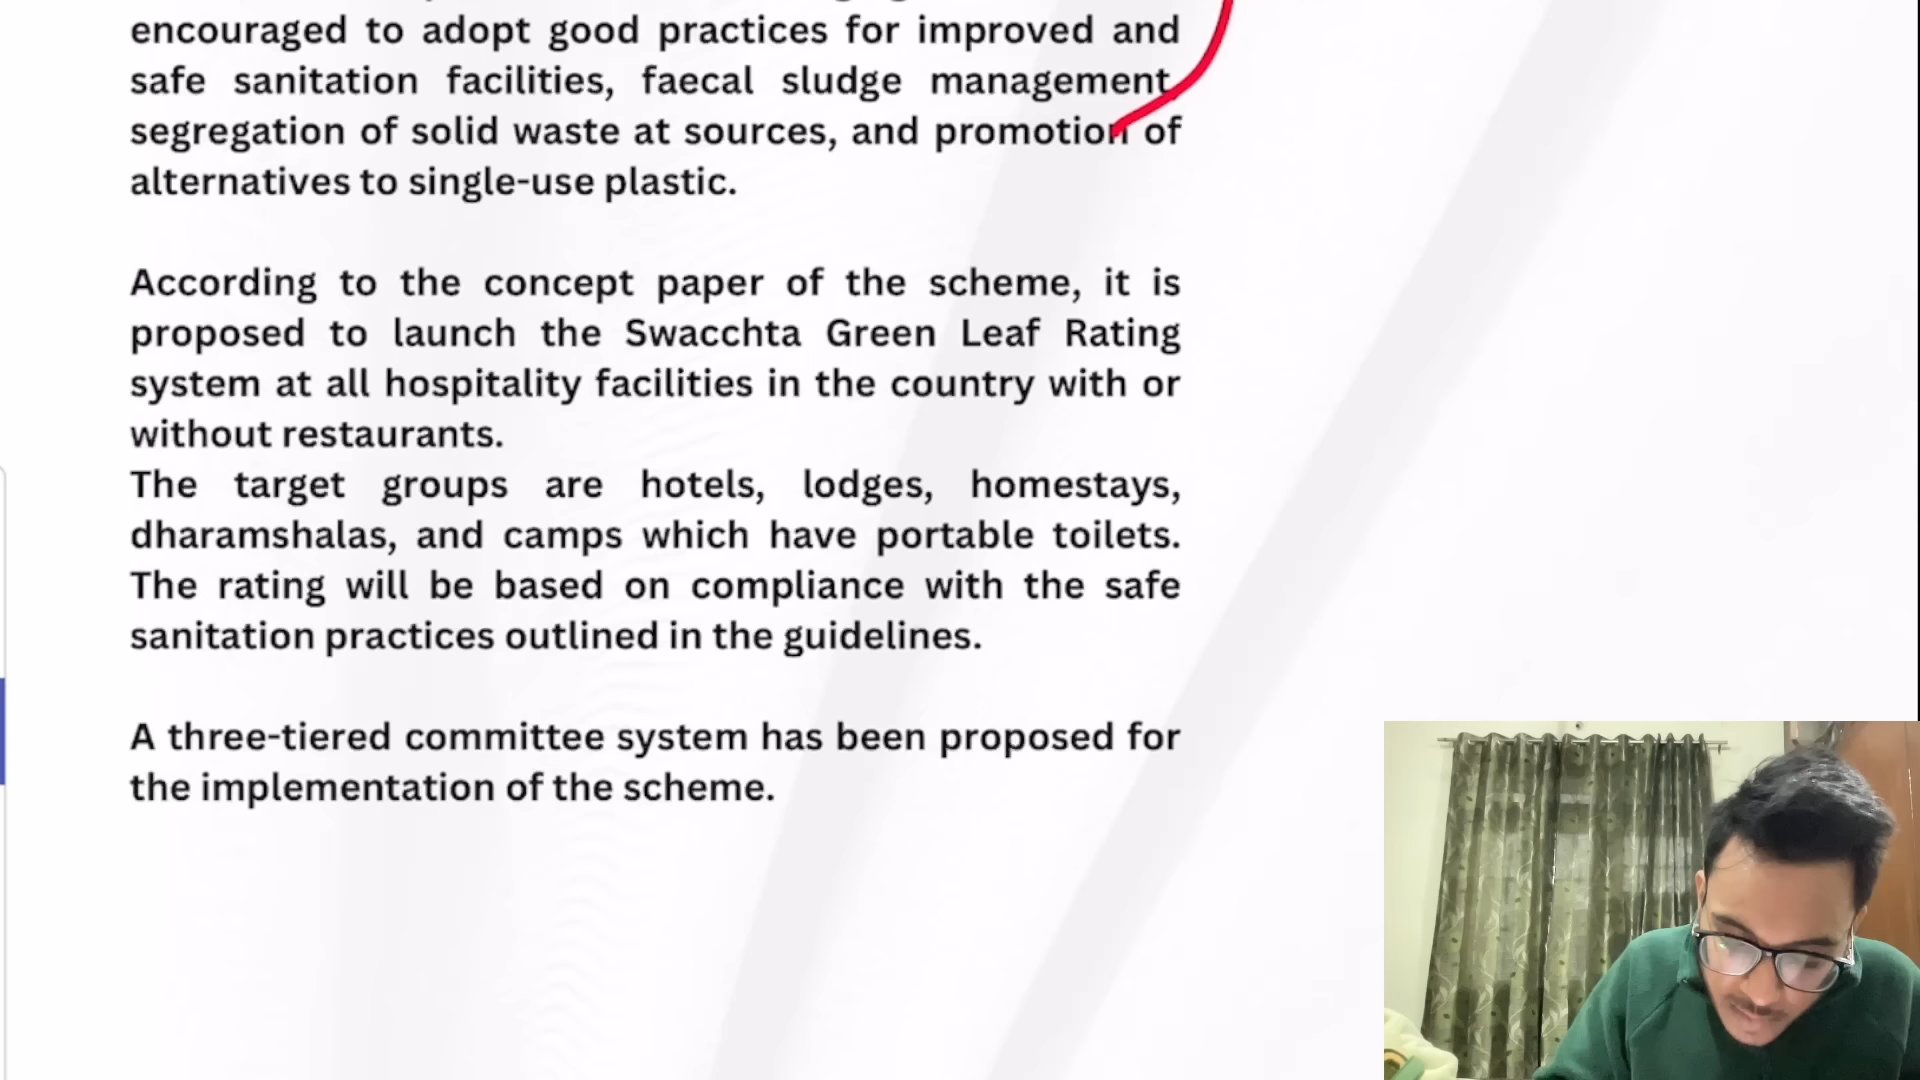 encouraged to adopt good practices for improved and
safe sanitation facilities, faecal sludge management,
segregation of solid waste at sources, and promotion of
alternatives to single-use plastic.
According to the concept paper of the scheme, it is
proposed to launch the Swacchta Green Leaf Rating
system at all hospitality facilities in the country with or
without restaurants.
The target groups are hotels, lodges, homestays,
dharamshalas, and camps which have portable toilets.
The rating will be based on compliance with the safe
sanitation practices outlined in the guidelines.
A three-tiered committee system has been proposed for
the implementation of the scheme.